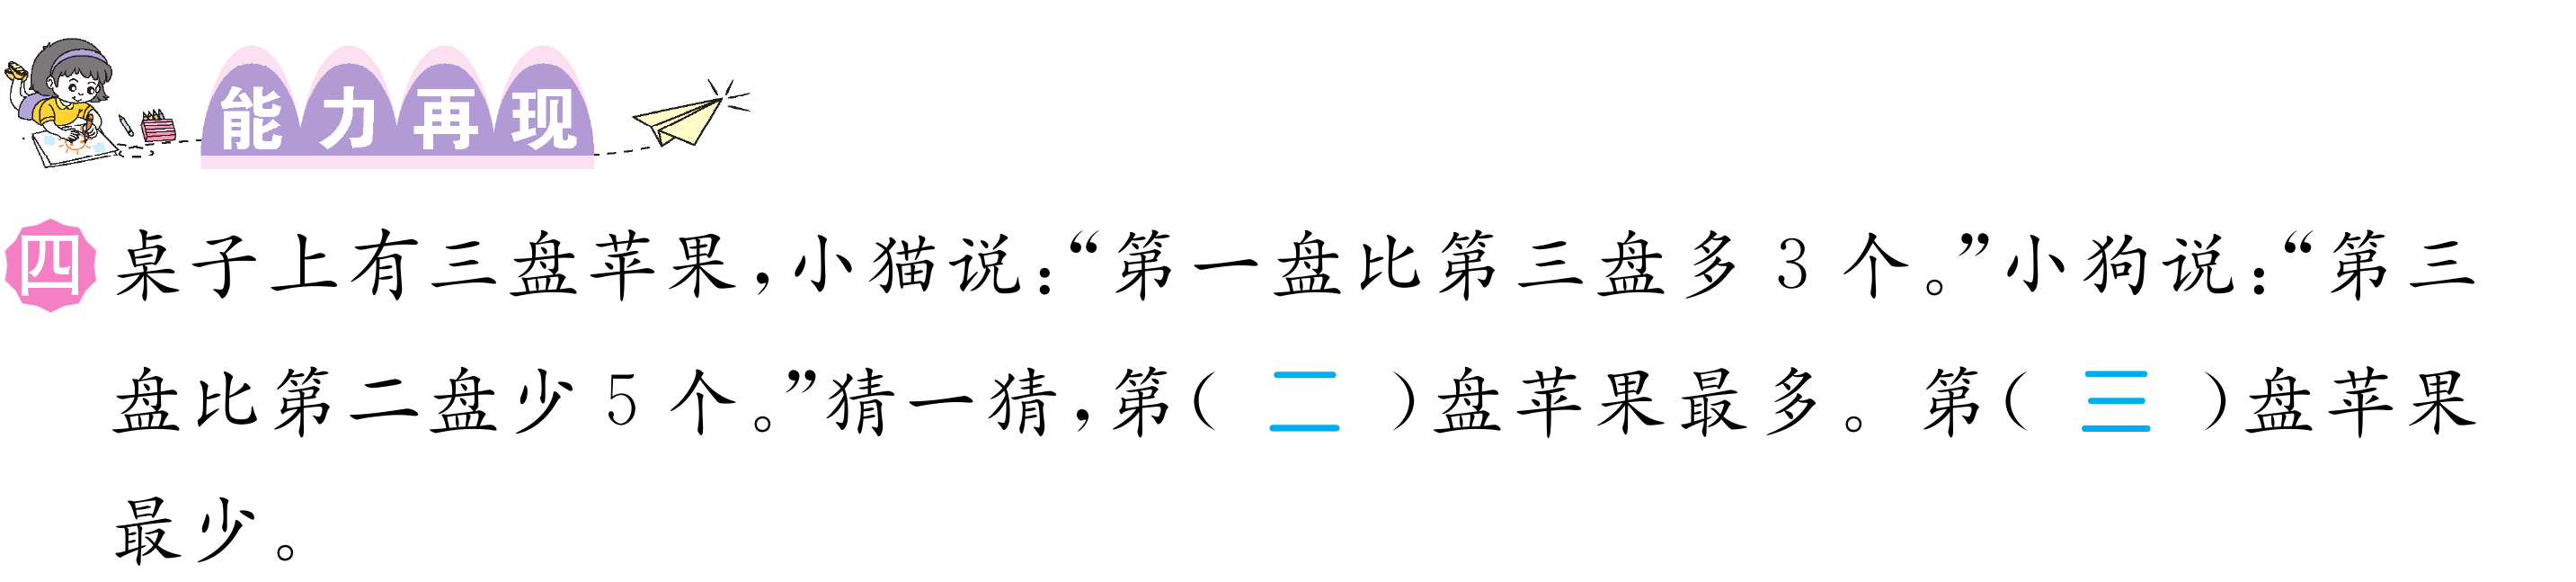 能力再现
四 桌子上有三盘苹果,小猫说:“第一盘比第三盘多 3 个。”小狗说:“第三
盘比第二盘少 5 个。”猜一猜,第( 二 )盘苹果最多。第( 三 )盘苹果
最少。